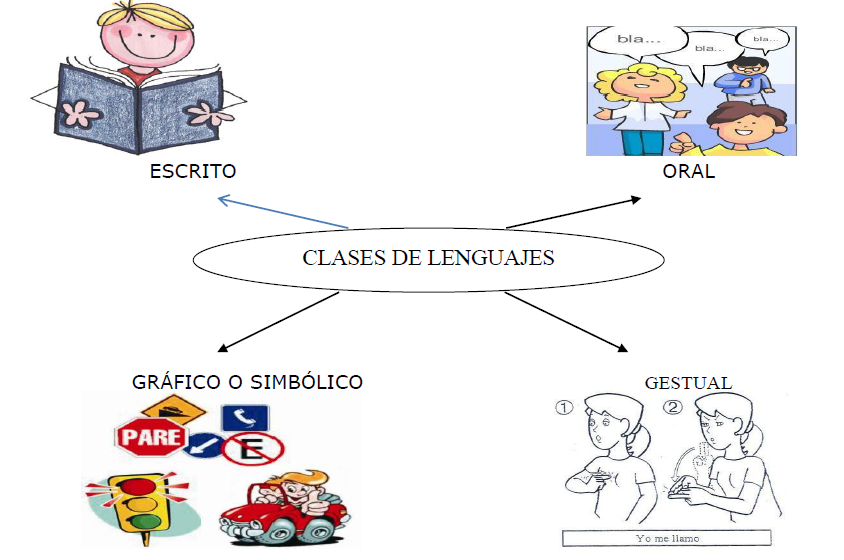 bla...
bla...
bla...
ESCRITO
ORAL
CLASES DE LENGUAJES
GRÁFICO O SIMBÓLICO
PARE
E
GESTUAL
1
2
Yo me llamo